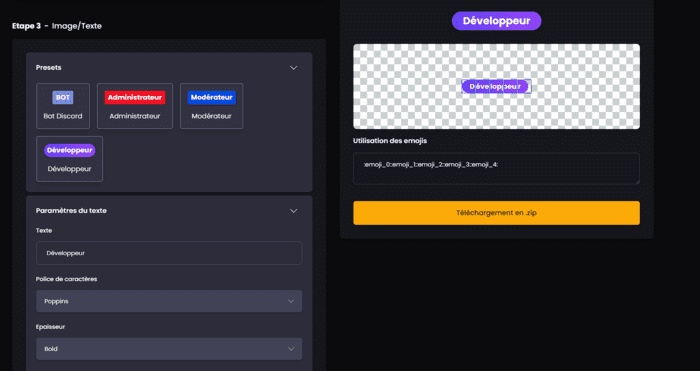 Etape 3 - Image/Texte
Presets
BOT
Bot Discord
Administrateur
Administrateur
Modérateur
Modérateur
Développeur
Développeur
Paramètres du texte
Texte
Développeur
Police de caractères
Poppins
Epaisseur
Bold
Développeur
Développeur
Utilisation des emojis
:emoji_0::emoji_1::emoji_2::emoji_3::emoji_4:
Téléchargement en .zip